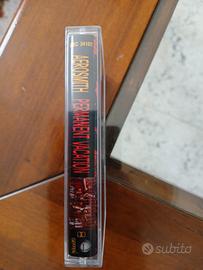 AEROSMITH
PERMANENT VACATION
subito